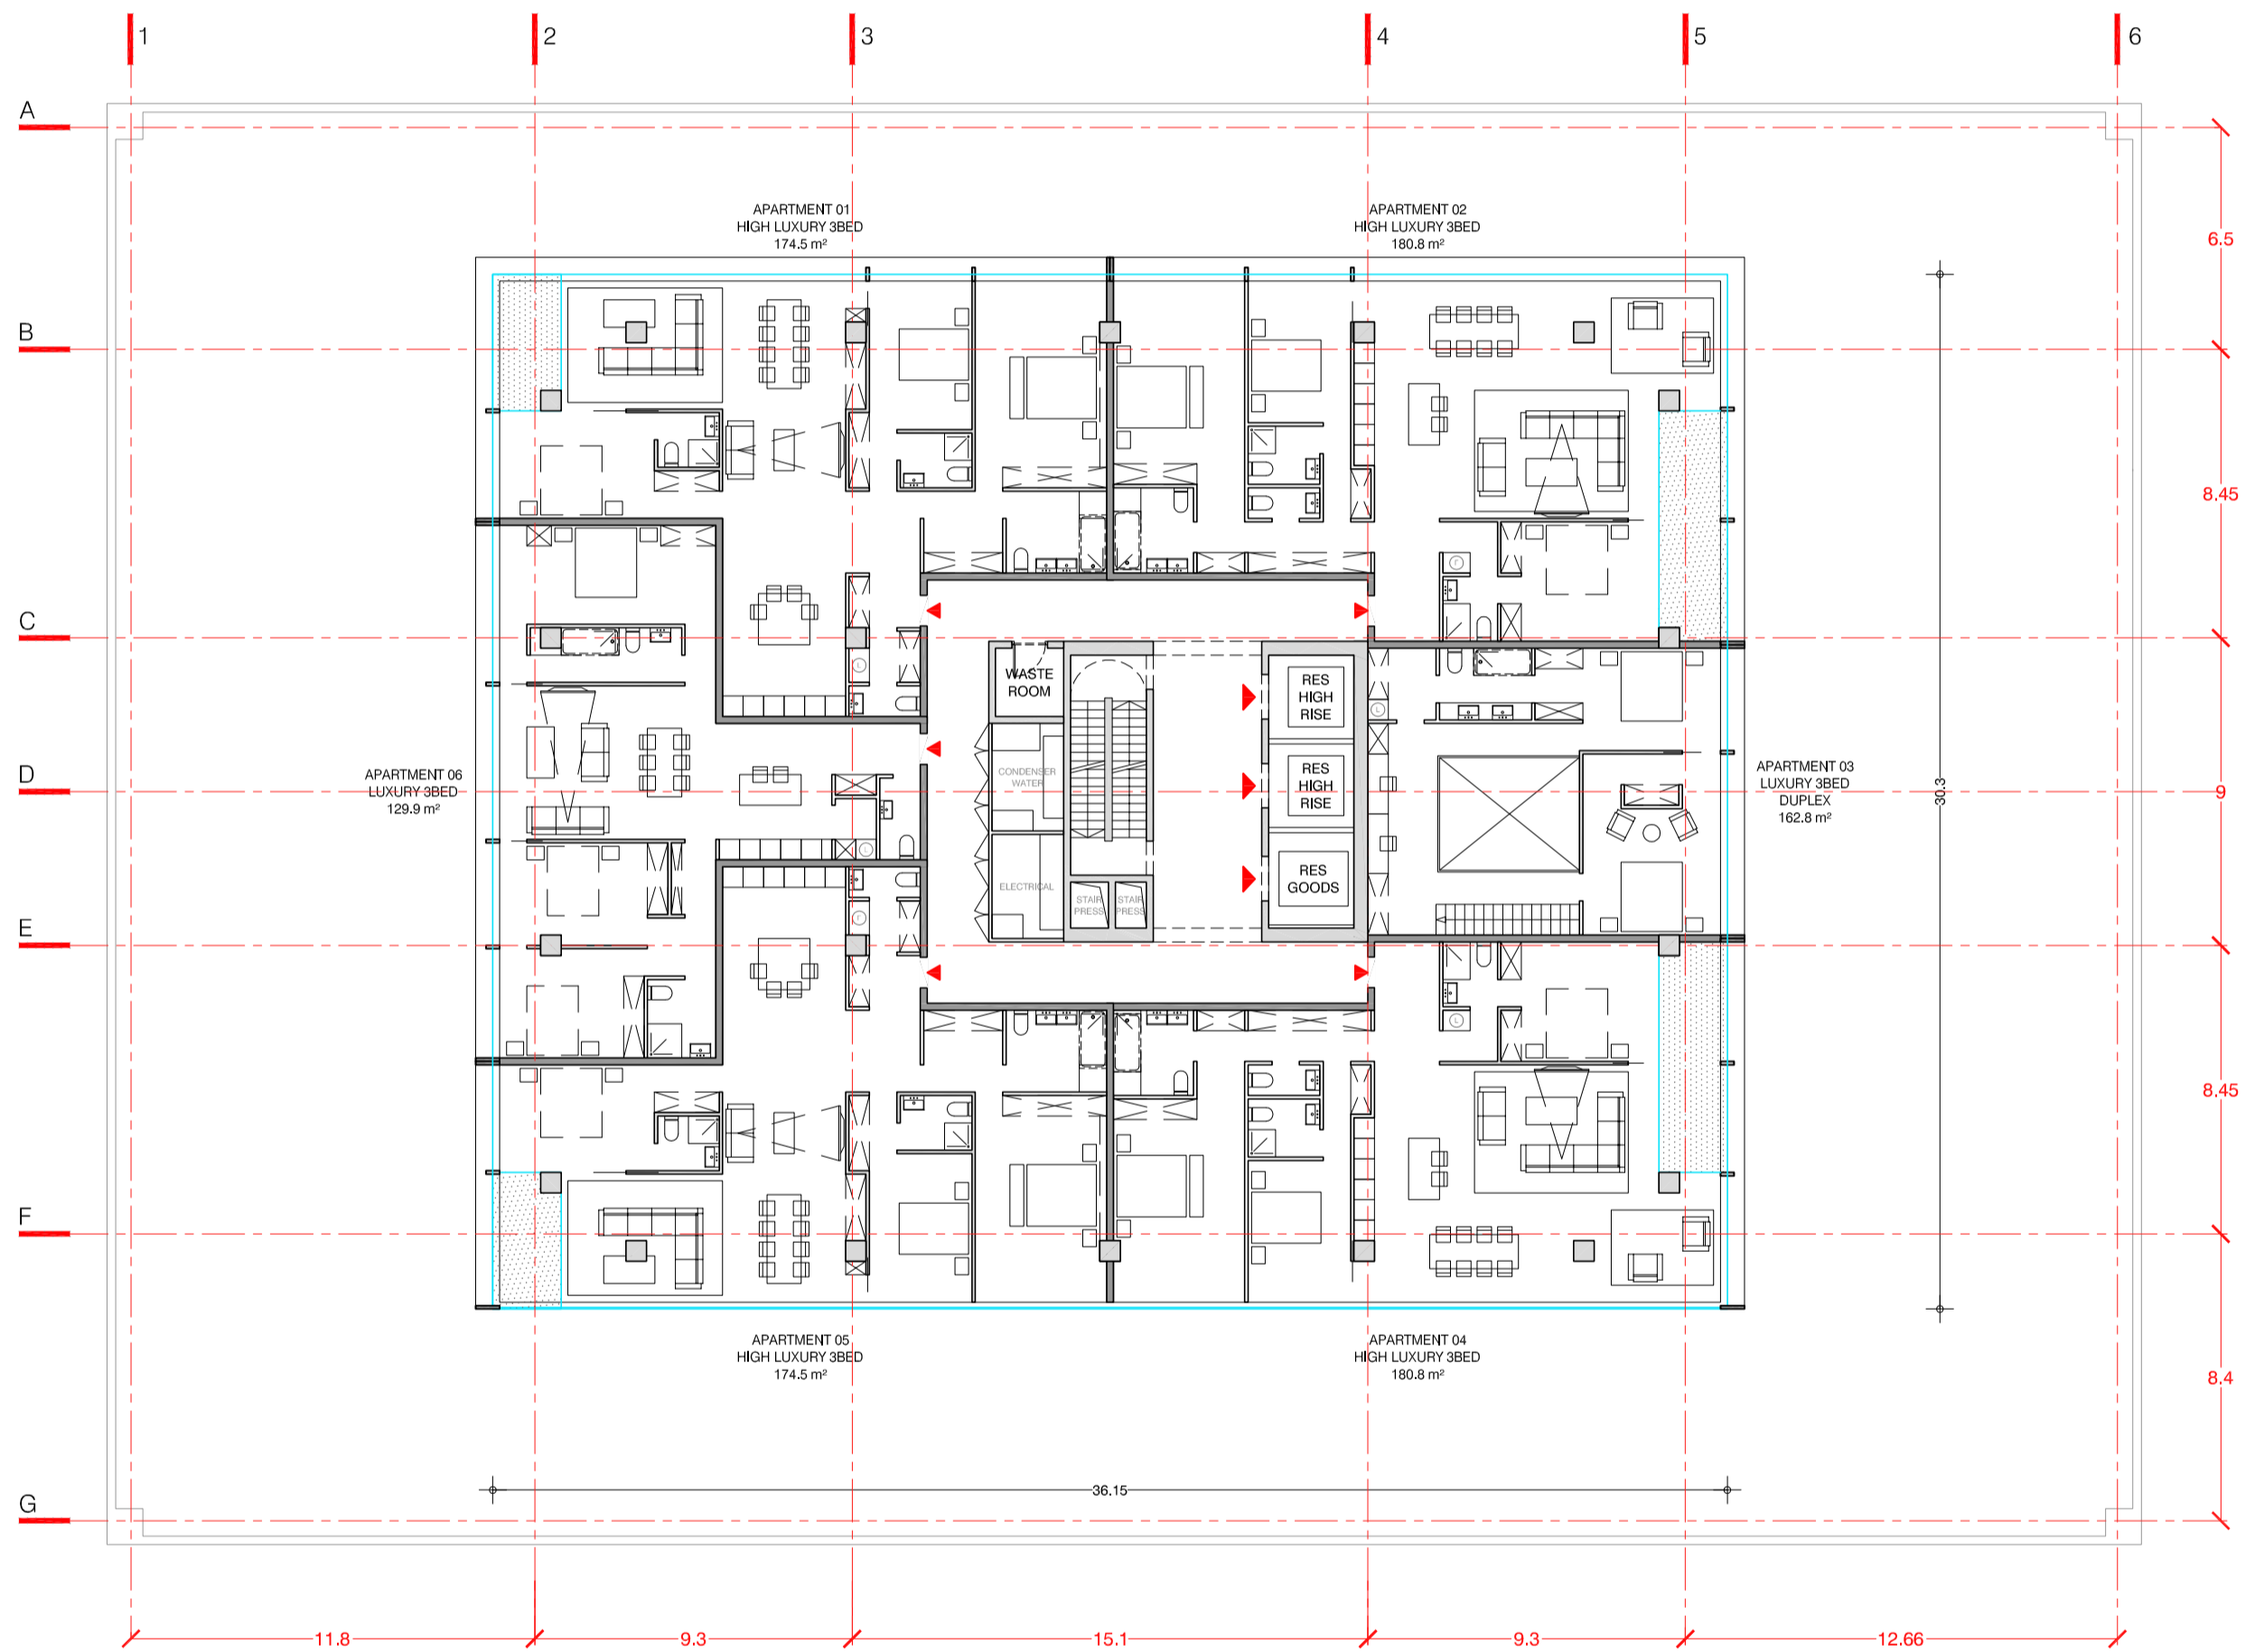 1
2
3
4
5
6
A
APARTMENT 01
HIGH LUXURY 3BED
174.5 m²
APARTMENT 02
HIGH LUXURY 3BED
180.8 m²
6.5
B
8.45
C
WASTE
ROOM
RES
HIGH
RISE
CONDENSER
WATER
RES
HIGH
RISE
D
APARTMENT 06
LUXURY 3BED
129.9 m²
APARTMENT 03
LUXURY 3BED
DUPLEX
162.8 m²
30.3
9
ELECTRICAL
RES
GOODS
STAIR
PRESS
STAIR
PRESS
E
8.45
F
APARTMENT 05
HIGH LUXURY 3BED
174.5 m²
APARTMENT 04
HIGH LUXURY 3BED
180.8 m²
8.4
36.15
G
11.8
9.3
15.1
9.3
12.66